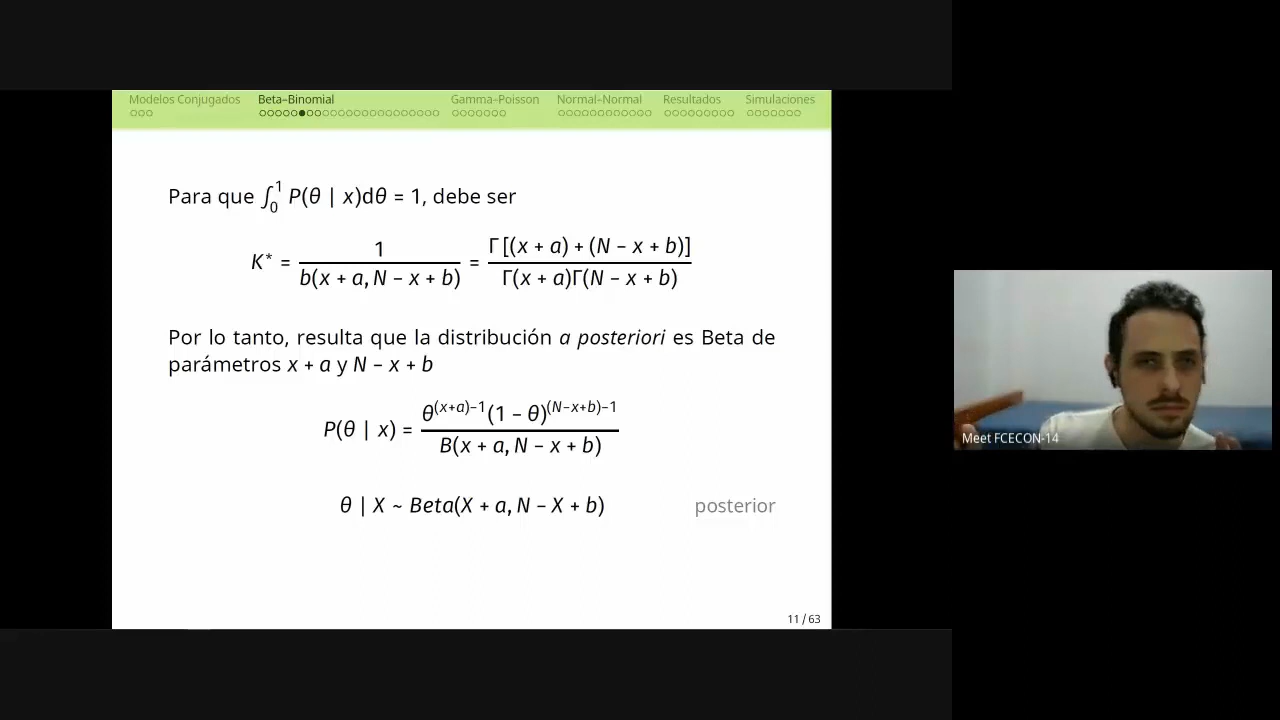 Modelos Conjugados Beta–Binomial Gamma–Poisson Normal–Normal Resultados Simulaciones
Para que ∫₀¹ P(θ | x)dθ = 1, debe ser
K* = 1 / b(x + a, N − x + b) = Γ [(x + a) + (N − x + b)] / Γ(x + a)Γ(N − x + b)
Por lo tanto, resulta que la distribución a posteriori es Beta de
parámetros x + a y N − x + b
P(θ | x) = θ^(x+a)−1 (1 − θ)^(N−x+b)−1 / B(x + a, N − x + b)
θ | X ~ Beta(X + a, N − X + b) posterior
11 / 63
Meet FCECON-14